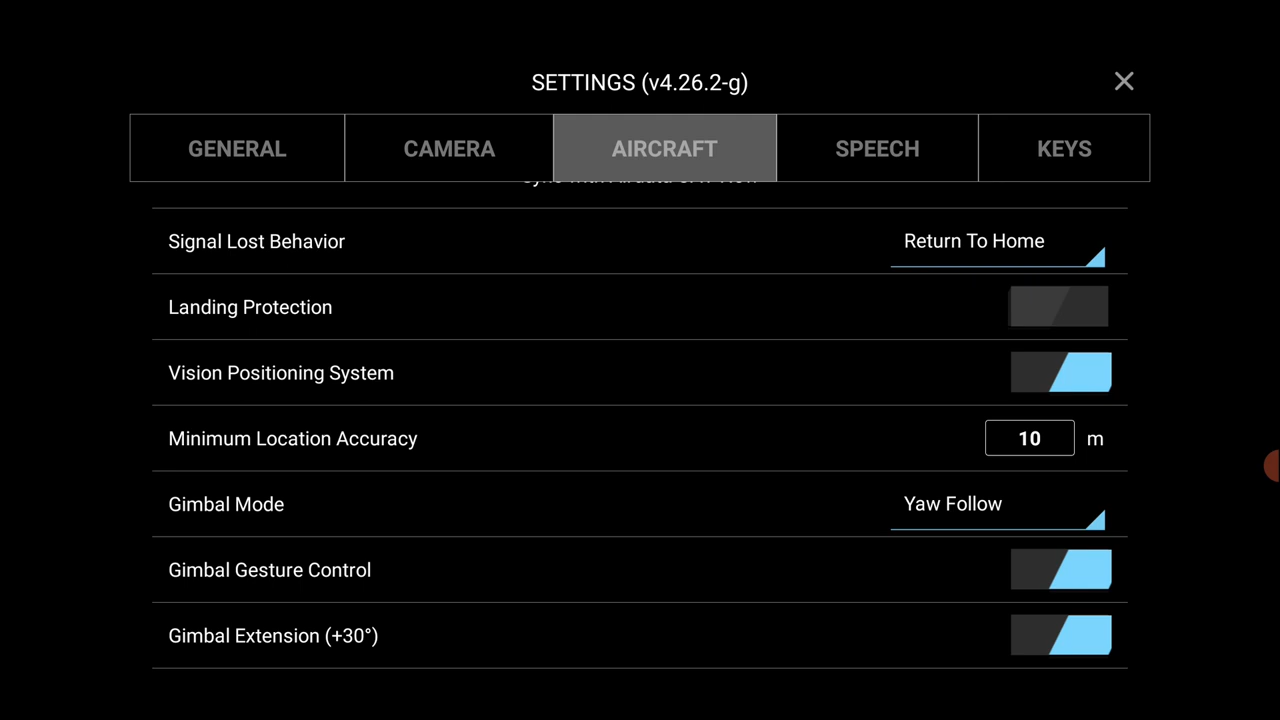 SETTINGS (v4.26.2-g)
GENERAL CAMERA AIRCRAFT SPEECH KEYS
Signal Lost Behavior Return To Home
Landing Protection
Vision Positioning System
Minimum Location Accuracy 10 m
Gimbal Mode Yaw Follow
Gimbal Gesture Control
Gimbal Extension (+30°)